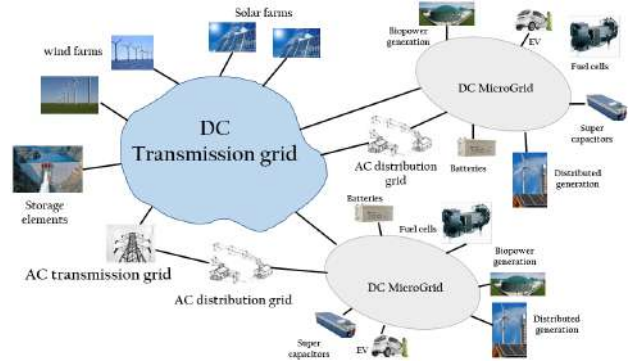 Solar farms
wind farms
Biopower
generation
EV
Fuel cells
DC MicroGrid
DC
Transmission grid
Super
capacitors
AC distribution
grid
Batteries
Distributed
generation
Storage
elements
Batteries
Fuel cells
AC transmission grid
AC distribution grid
DC MicroGrid
Biopower
generation
Distributed
generation
Super
capacitors
EV